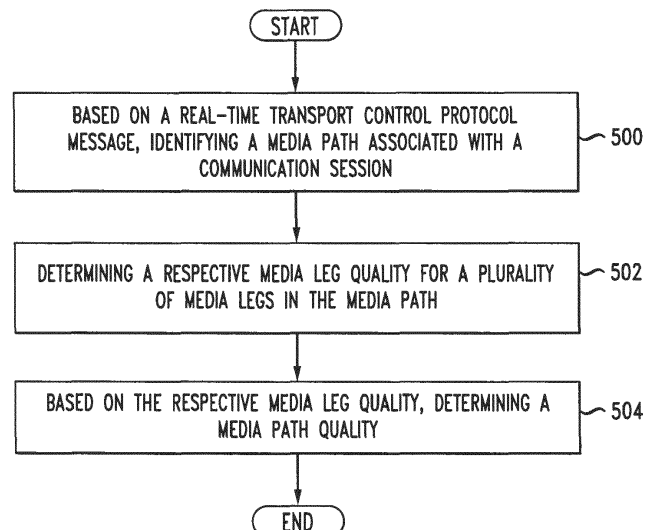 START
BASED ON A REAL-TIME TRANSPORT CONTROL PROTOCOL
MESSAGE, IDENTIFYING A MEDIA PATH ASSOCIATED WITH A
COMMUNICATION SESSION
500
DETERMINING A RESPECTIVE MEDIA LEG QUALITY FOR A PLURALITY
OF MEDIA LEGS IN THE MEDIA PATH
502
BASED ON THE RESPECTIVE MEDIA LEG QUALITY, DETERMINING A
MEDIA PATH QUALITY
504
END